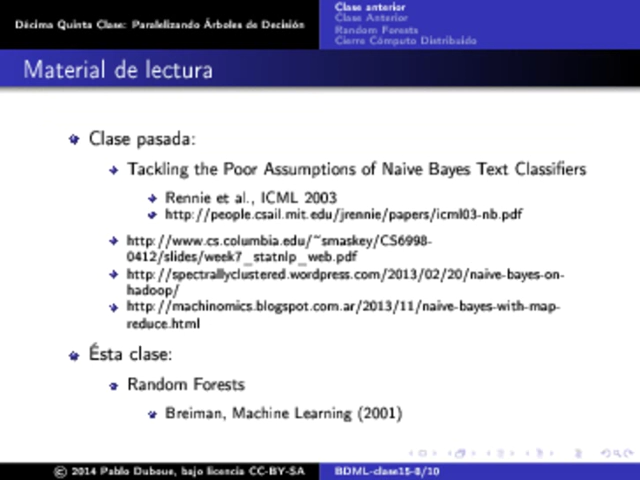 Décima Quinta Clase: Paralelizando Árboles de Decisión
Clase anterior
Clase Anterior
Random Forests
Cierre Cómputo Distribuido
Material de lectura
Clase pasada:
Tackling the Poor Assumptions of Naive Bayes Text Classifiers
Rennie et al., ICML 2003
http://people.csail.mit.edu/jrennie/papers/icml03-nb.pdf
http://www.cs.columbia.edu/~smaskey/CS6998-
0412/slides/week7_statnlp_web.pdf
http://spectrallyclustered.wordpress.com/2013/02/20/naive-bayes-on-
hadoop/
http://machinomics.blogspot.com.ar/2013/11/naive-bayes-with-map-
reduce.html
Ésta clase:
Random Forests
Breiman, Machine Learning (2001)
© 2014 Pablo Duboue, bajo licencia CC-BY-SA
BDML-clase15-8/10